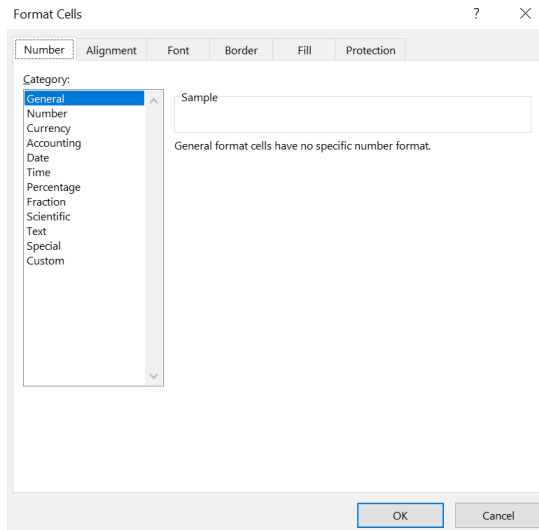 Format Cells ? ×
Number Alignment Font Border Fill Protection
Category:
General
Number
Currency
Accounting
Date
Time
Percentage
Fraction
Scientific
Text
Special
Custom
Sample
General format cells have no specific number format.
OK Cancel